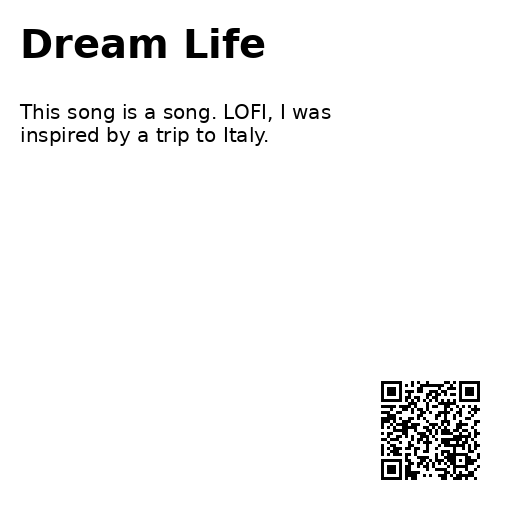 Dream Life
This song is a song. LOFI, I was
inspired by a trip to Italy.